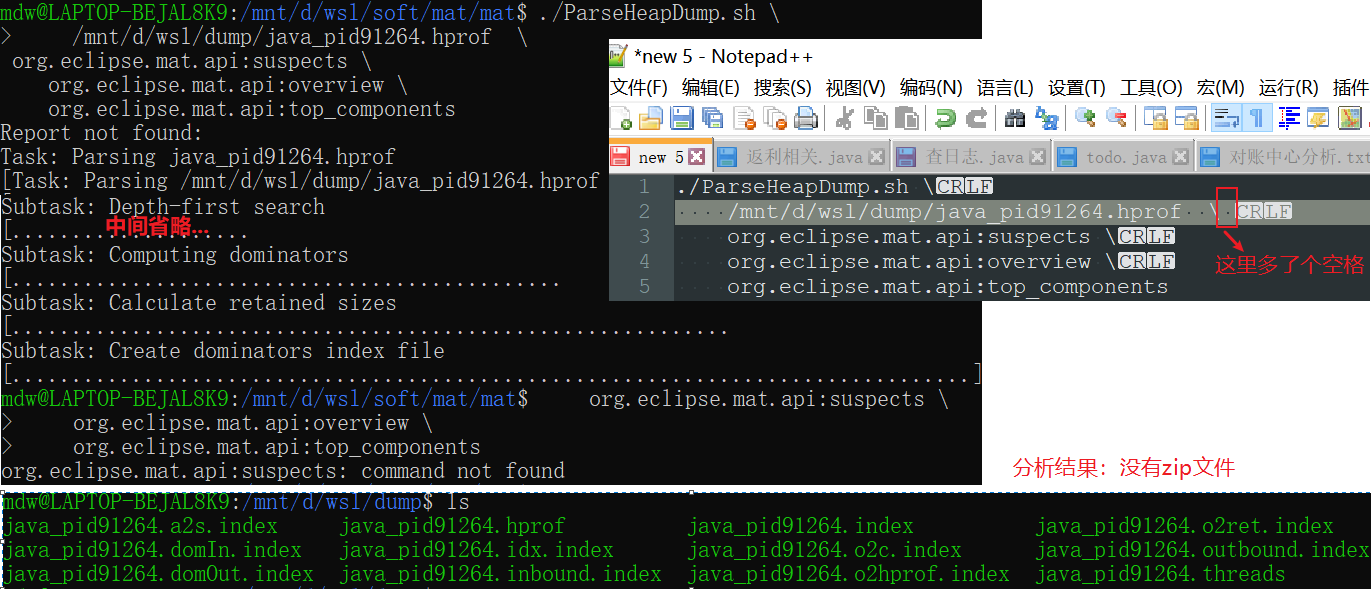 mdw@LAPTOP-BEJAL8K9:/mnt/d/wsl/soft/mat/mat$ ./ParseHeapDump.sh \
> /mnt/d/wsl/dump/java_pid91264.hprof \
org.eclipse.mat.api:suspects \
org.eclipse.mat.api:overview \
org.eclipse.mat.api:top_components
Report not found:
Task: Parsing java_pid91264.hprof
[Task: Parsing /mnt/d/wsl/dump/java_pid91264.hprof
Subtask: Depth-first search
[....................
中间省略...
Subtask: Computing dominators
[..............................................
Subtask: Calculate retained sizes
[............................................................
Subtask: Create dominators index file
[................................................................................]
mdw@LAPTOP-BEJAL8K9:/mnt/d/wsl/soft/mat/mat$ org.eclipse.mat.api:suspects \
> org.eclipse.mat.api:overview \
> org.eclipse.mat.api:top_components
org.eclipse.mat.api:suspects: command not found
*new 5 - Notepad++
文件(F) 编辑(E) 搜索(S) 视图(V) 编码(N) 语言(L) 设置(T) 工具(O) 宏(M) 运行(R) 插件
new 5 返利相关.java 查日志.java todo.java 对账中心分析.txt
1 ./ParseHeapDump.sh \CRLF
2 /mnt/d/wsl/dump/java_pid91264.hprof \ CRLF
3 org.eclipse.mat.api:suspects \CRLF
4 org.eclipse.mat.api:overview \CRLF
5 org.eclipse.mat.api:top_components
这里多了个空格
分析结果：没有zip文件
mdw@LAPTOP-BEJAL8K9:/mnt/d/wsl/dump$ ls
java_pid91264.a2s.index java_pid91264.hprof java_pid91264.index java_pid91264.o2ret.index
java_pid91264.domIn.index java_pid91264.idx.index java_pid91264.o2c.index java_pid91264.outbound.index
java_pid91264.domOut.index java_pid91264.inbound.index java_pid91264.o2hprof.index java_pid91264.threads